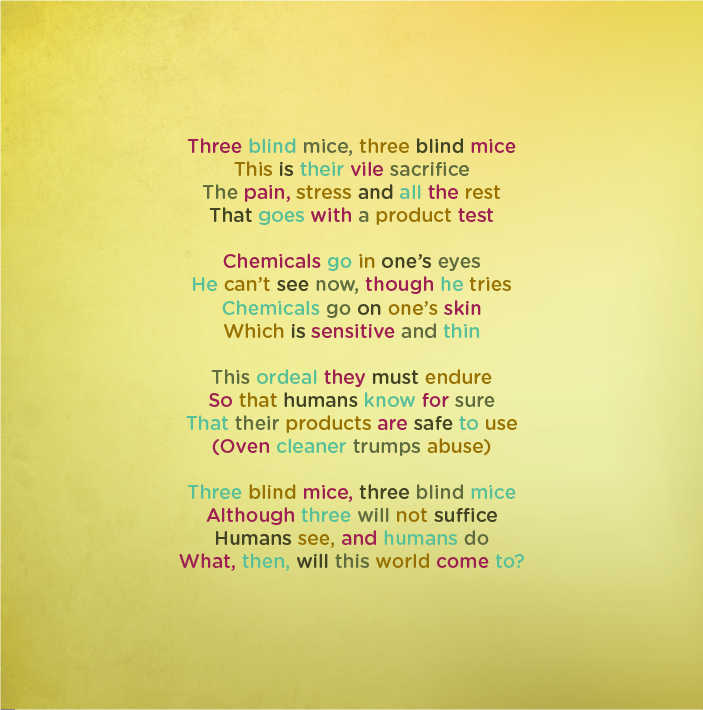 Three blind mice, three blind mice
This is their vile sacrifice
The pain, stress and all the rest
That goes with a product test
Chemicals go in one’s eyes
He can’t see now, though he tries
Chemicals go on one’s skin
Which is sensitive and thin
This ordeal they must endure
So that humans know for sure
That their products are safe to use
(Oven cleaner trumps abuse)
Three blind mice, three blind mice
Although three will not suffice
Humans see, and humans do
What, then, will this world come to?